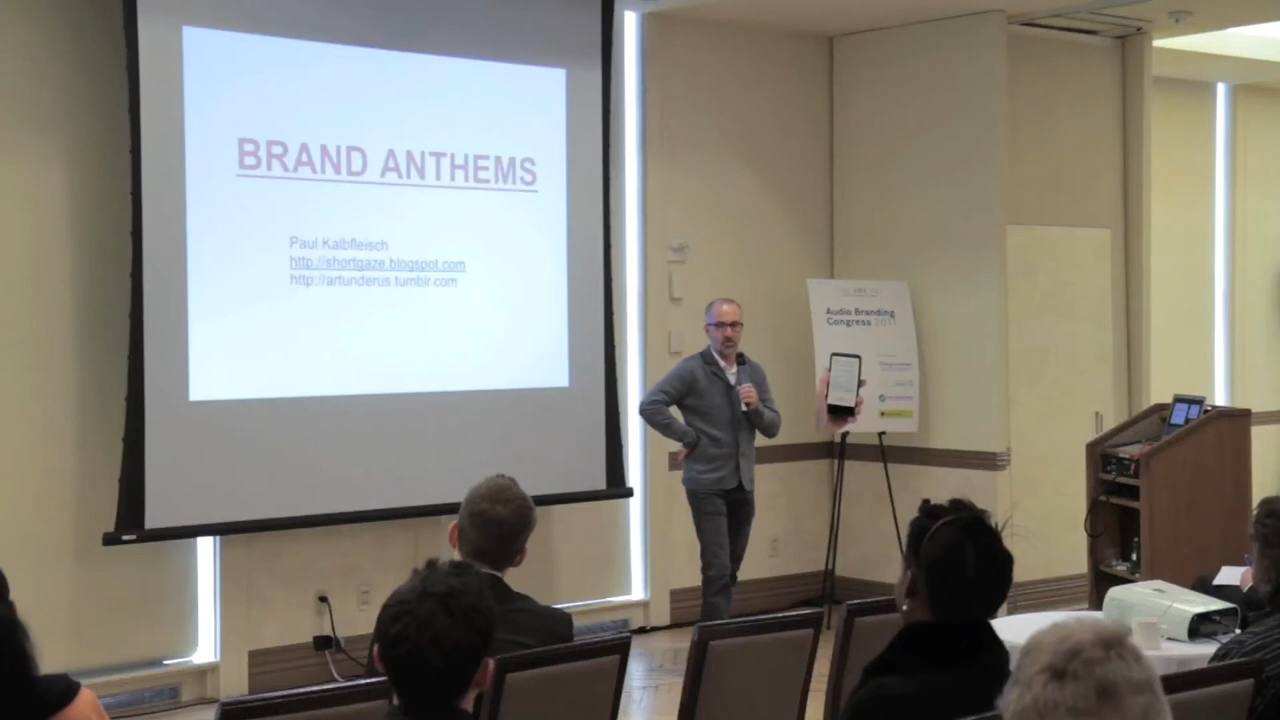 BRAND ANTHEMS
Paul Kalbfleisch
http://shortgaze.blogspot.com
http://artunderus.tumblr.com
Audio Branding
Congress 2011